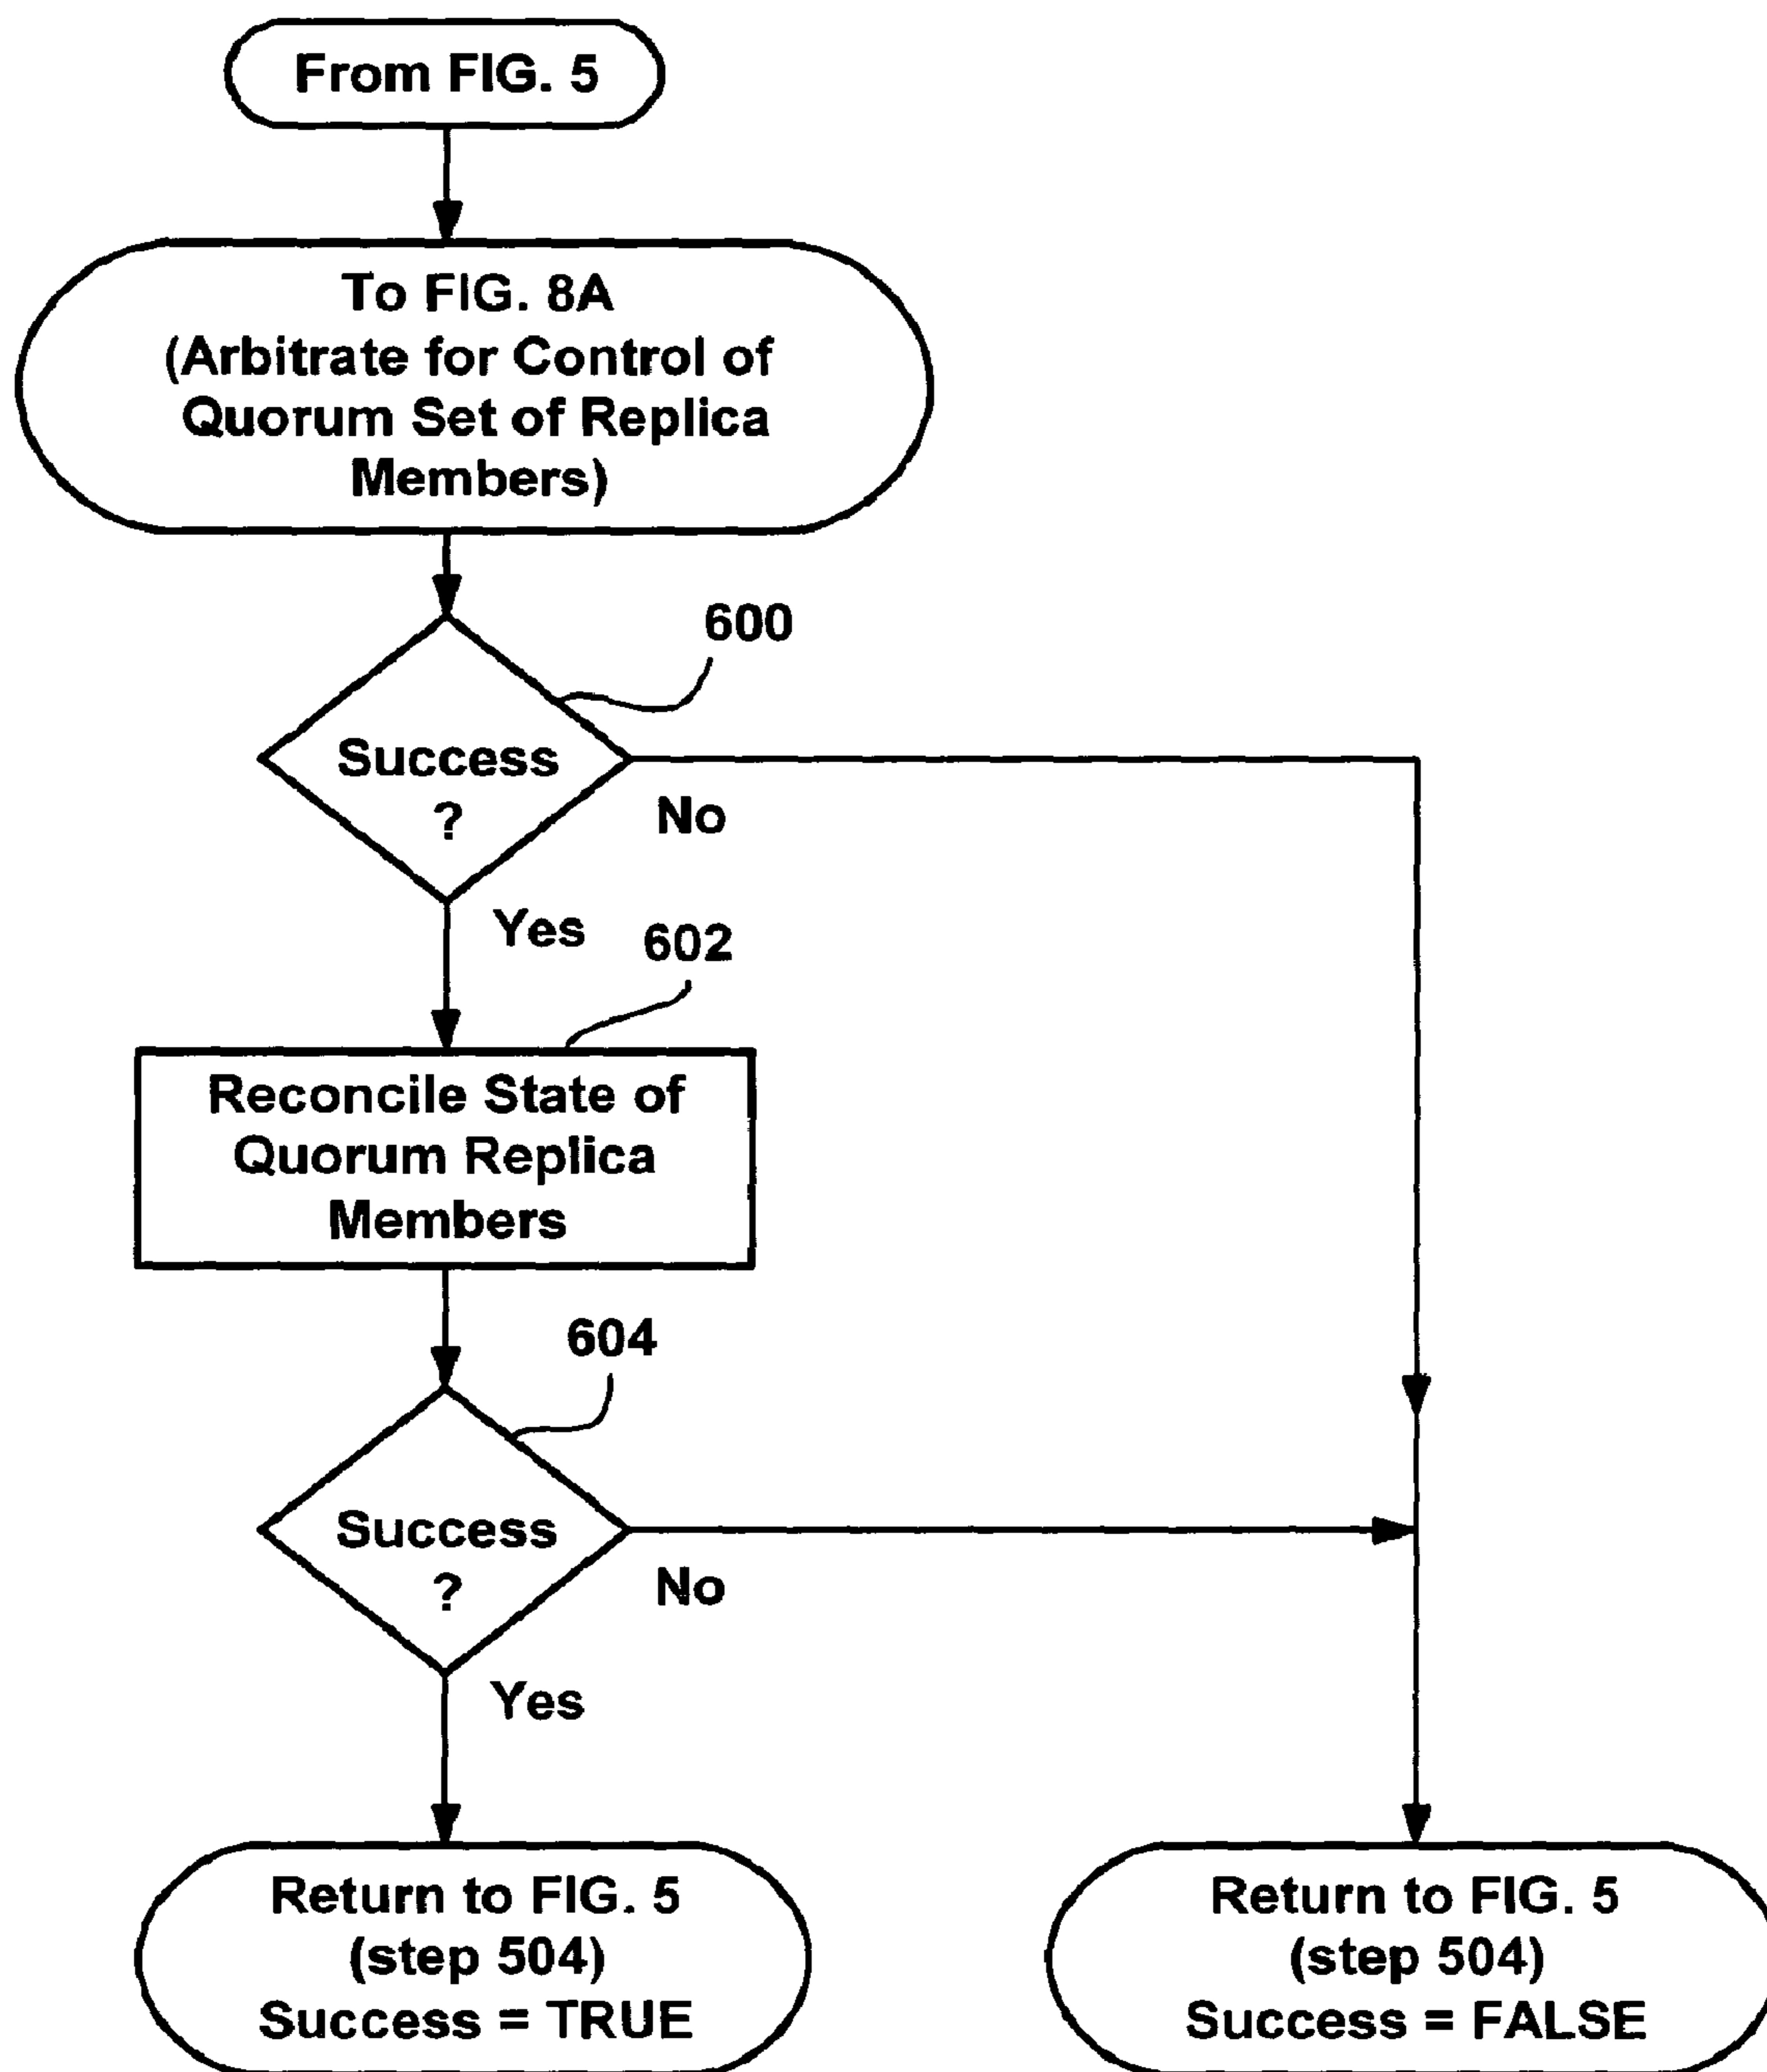 From FIG. 5
To FIG. 8A
(Arbitrate for Control of
Quorum Set of Replica
Members)
600
Success
?
No
Yes
602
Reconcile State of
Quorum Replica
Members
604
Success
?
No
Yes
Return to FIG. 5
(step 504)
Success = TRUE
Return to FIG. 5
(step 504)
Success = FALSE